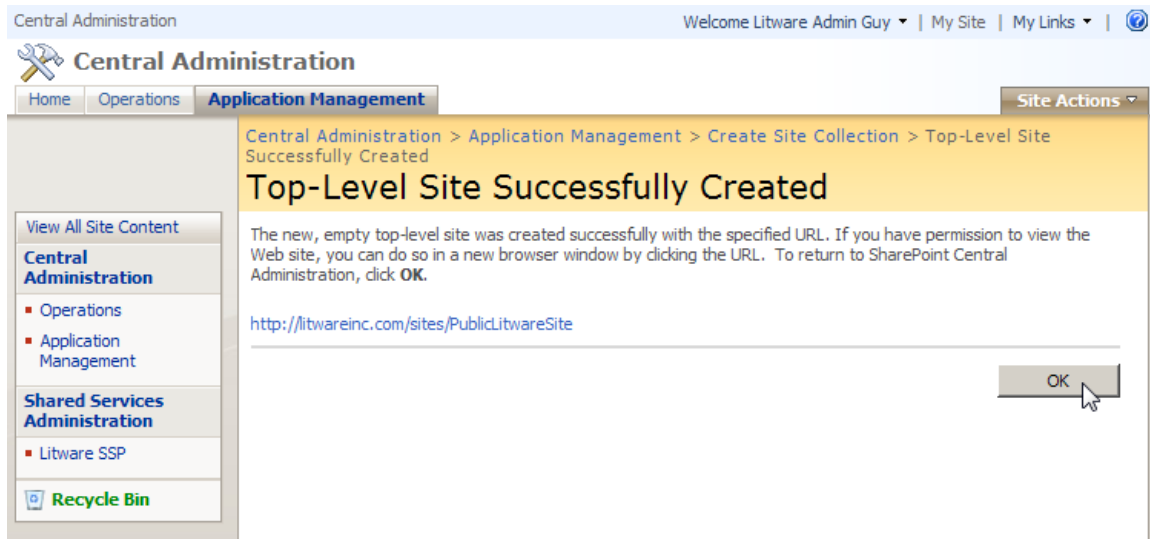 Central Administration
Welcome Litware Admin Guy | My Site | My Links |
Central Administration
Home Operations Application Management Site Actions
Central Administration > Application Management > Create Site Collection > Top-Level Site
Successfully Created
Top-Level Site Successfully Created
View All Site Content
Central
Administration
Operations
Application
Management
Shared Services
Administration
Litware SSP
Recycle Bin
The new, empty top-level site was created successfully with the specified URL. If you have permission to view the
Web site, you can do so in a new browser window by clicking the URL. To return to SharePoint Central
Administration, click OK.
http://litwareinc.com/sites/PublicLitwareSite
OK